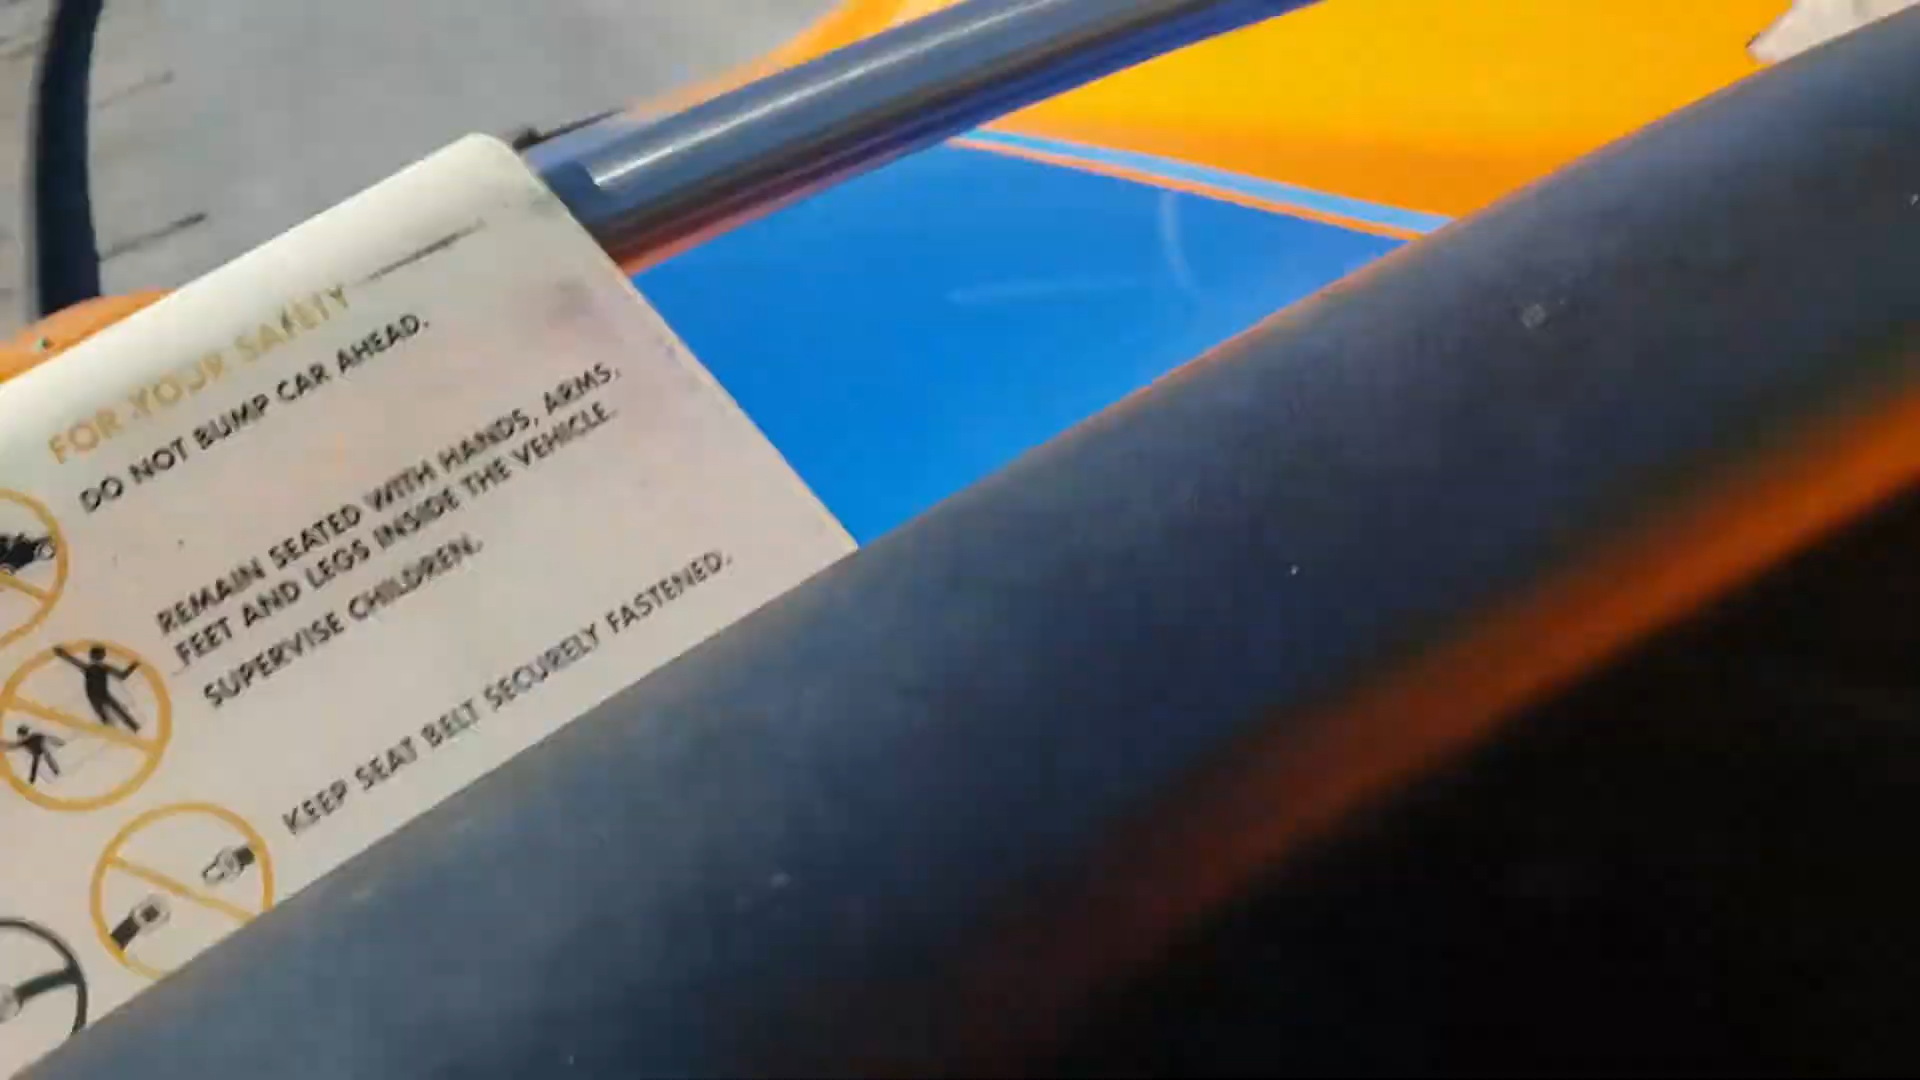 FOR YOUR SAFETY
DO NOT BUMP CAR AHEAD.
REMAIN SEATED WITH HANDS, ARMS,
FEET AND LEGS INSIDE THE VEHICLE.
SUPERVISE CHILDREN.
KEEP SEAT BELT SECURELY FASTENED.